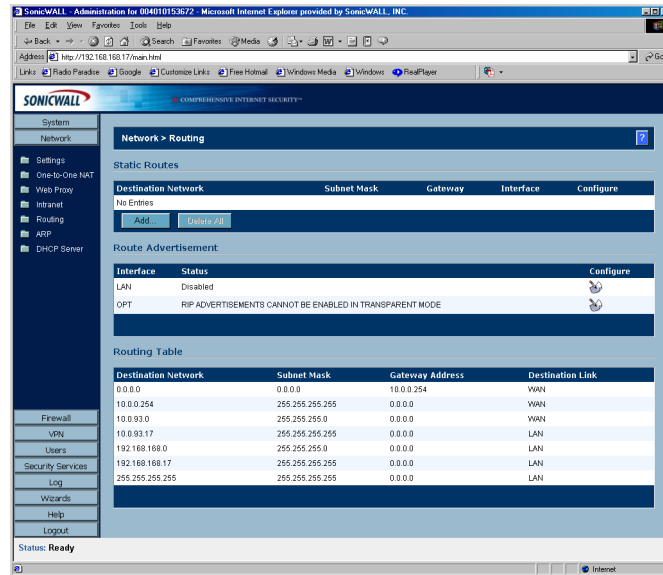 SonicWALL - Administration for 004010153672 - Microsoft Internet Explorer provided by SonicWALL, INC.
File Edit View Favorites Tools Help
Back Search Favorites Media
Address http://192.168.168.17/main.html Go
Links Radio Paradise Google Customize Links Free Hotmail Windows Media Windows RealPlayer
SONICWALL COMPREHENSIVE INTERNET SECURITY™
System
Network
Settings
One-to-One NAT
Web Proxy
Intranet
Routing
ARP
DHCP Server
Firewall
VPN
Users
Security Services
Log
Wizards
Help
Logout
Network > Routing ?
Static Routes
Destination Network Subnet Mask Gateway Interface Configure
No Entries
Add... Delete All
Route Advertisement
Interface Status Configure
LAN Disabled
OPT RIP ADVERTISEMENTS CANNOT BE ENABLED IN TRANSPARENT MODE
Routing Table
Destination Network Subnet Mask Gateway Address Destination Link
0.0.0.0 0.0.0.0 10.0.0.254 WAN
10.0.0.254 255.255.255.255 0.0.0.0 WAN
10.0.93.0 255.255.255.0 0.0.0.0 WAN
10.0.93.17 255.255.255.255 0.0.0.0 LAN
192.168.168.0 255.255.255.0 0.0.0.0 LAN
192.168.168.17 255.255.255.255 0.0.0.0 LAN
255.255.255.255 255.255.255.255 0.0.0.0 LAN
Status: Ready
Internet